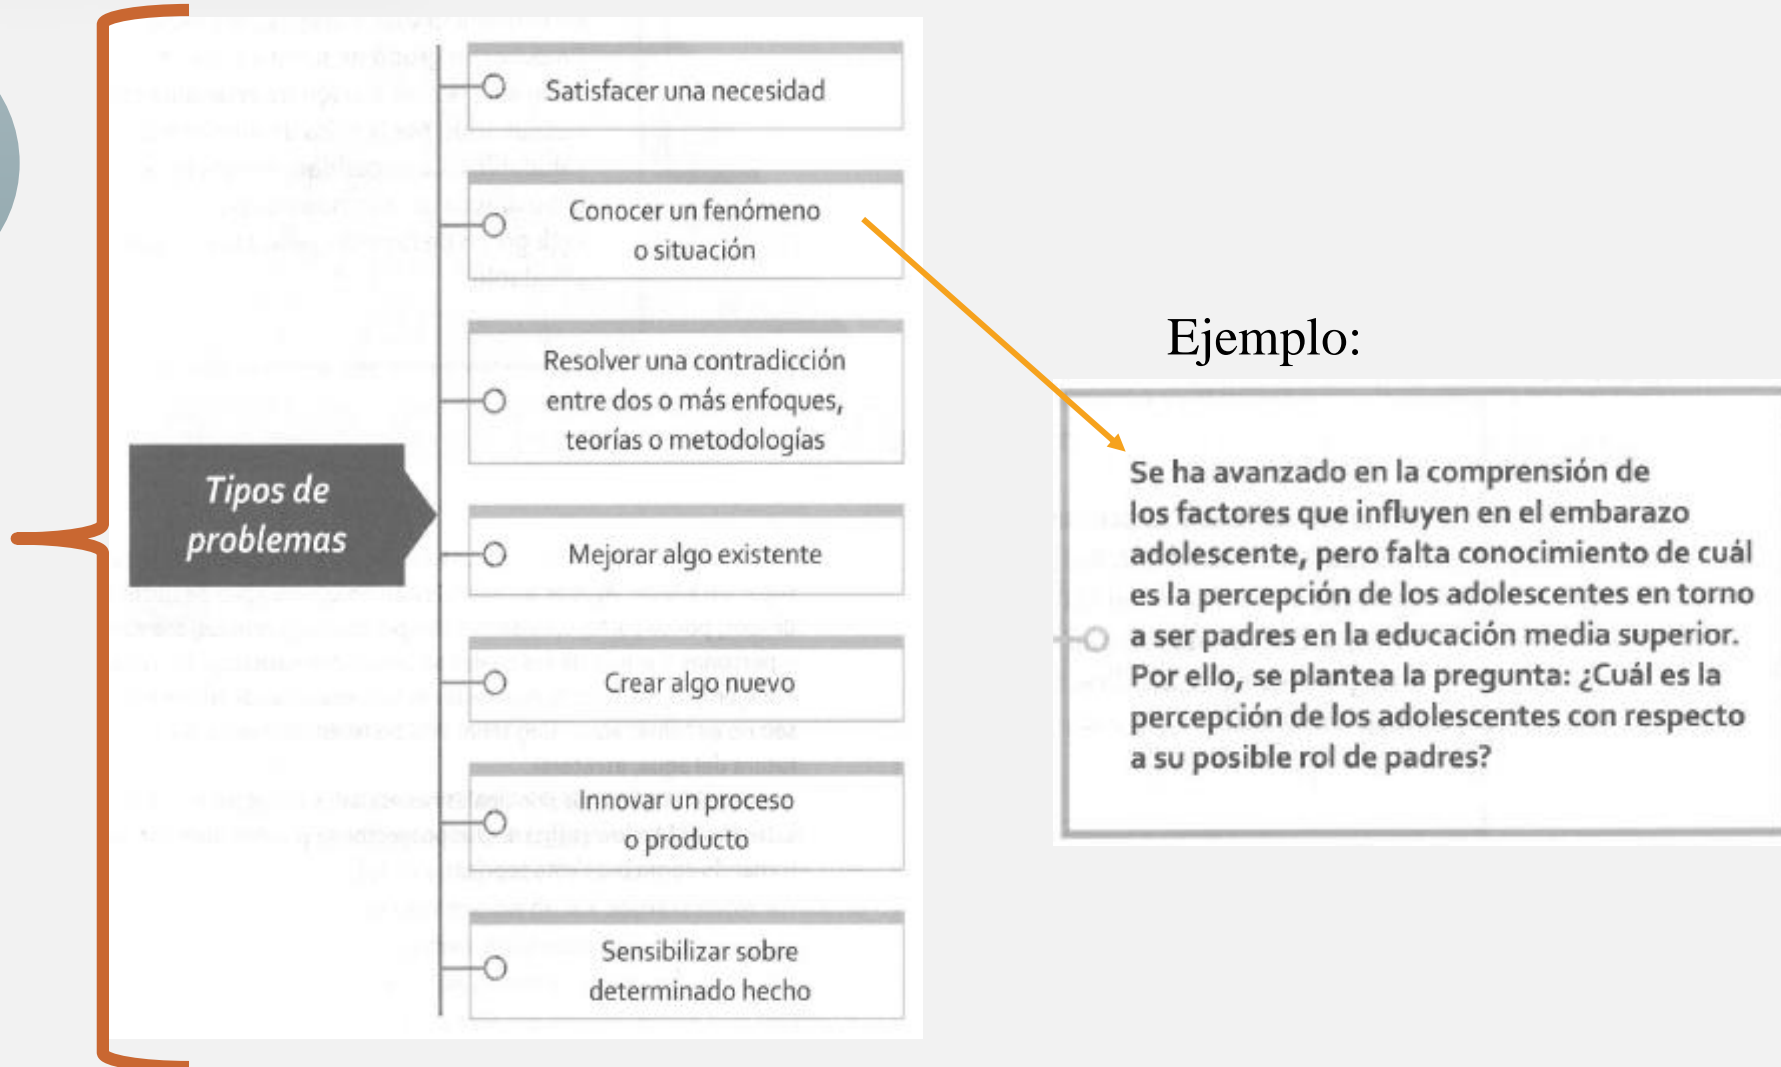 Tipos de
problemas
Satisfacer una necesidad
Conocer un fenómeno
o situación
Resolver una contradicción
entre dos o más enfoques,
teorías o metodologías
Mejorar algo existente
Crear algo nuevo
Innovar un proceso
o producto
Sensibilizar sobre
determinado hecho
Ejemplo:
Se ha avanzado en la comprensión de
los factores que influyen en el embarazo
adolescente, pero falta conocimiento de cuál
es la percepción de los adolescentes en torno
a ser padres en la educación media superior.
Por ello, se plantea la pregunta: ¿Cuál es la
percepción de los adolescentes con respecto
a su posible rol de padres?